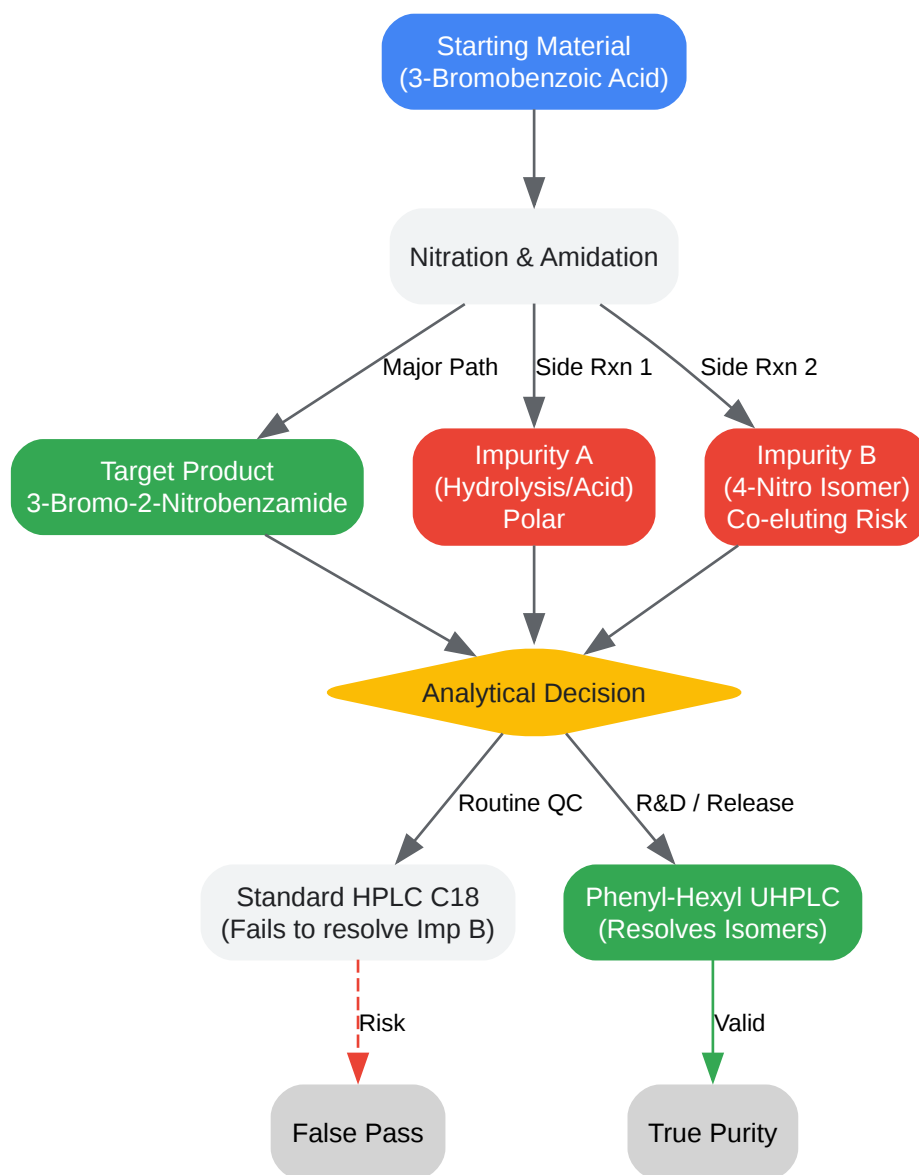 Starting Material
(3-Bromobenzoic Acid)
Nitration & Amidation
Major Path
Side Rxn 1
Side Rxn 2
Target Product
3-Bromo-2-Nitrobenzamide
Impurity A
(Hydrolysis/Acid)
Polar
Impurity B
(4-Nitro Isomer)
Co-eluting Risk
Analytical Decision
Routine QC
R&D / Release
Standard HPLC C18
(Fails to resolve Imp B)
Phenyl-Hexyl UHPLC
(Resolves Isomers)
Risk
Valid
False Pass
True Purity